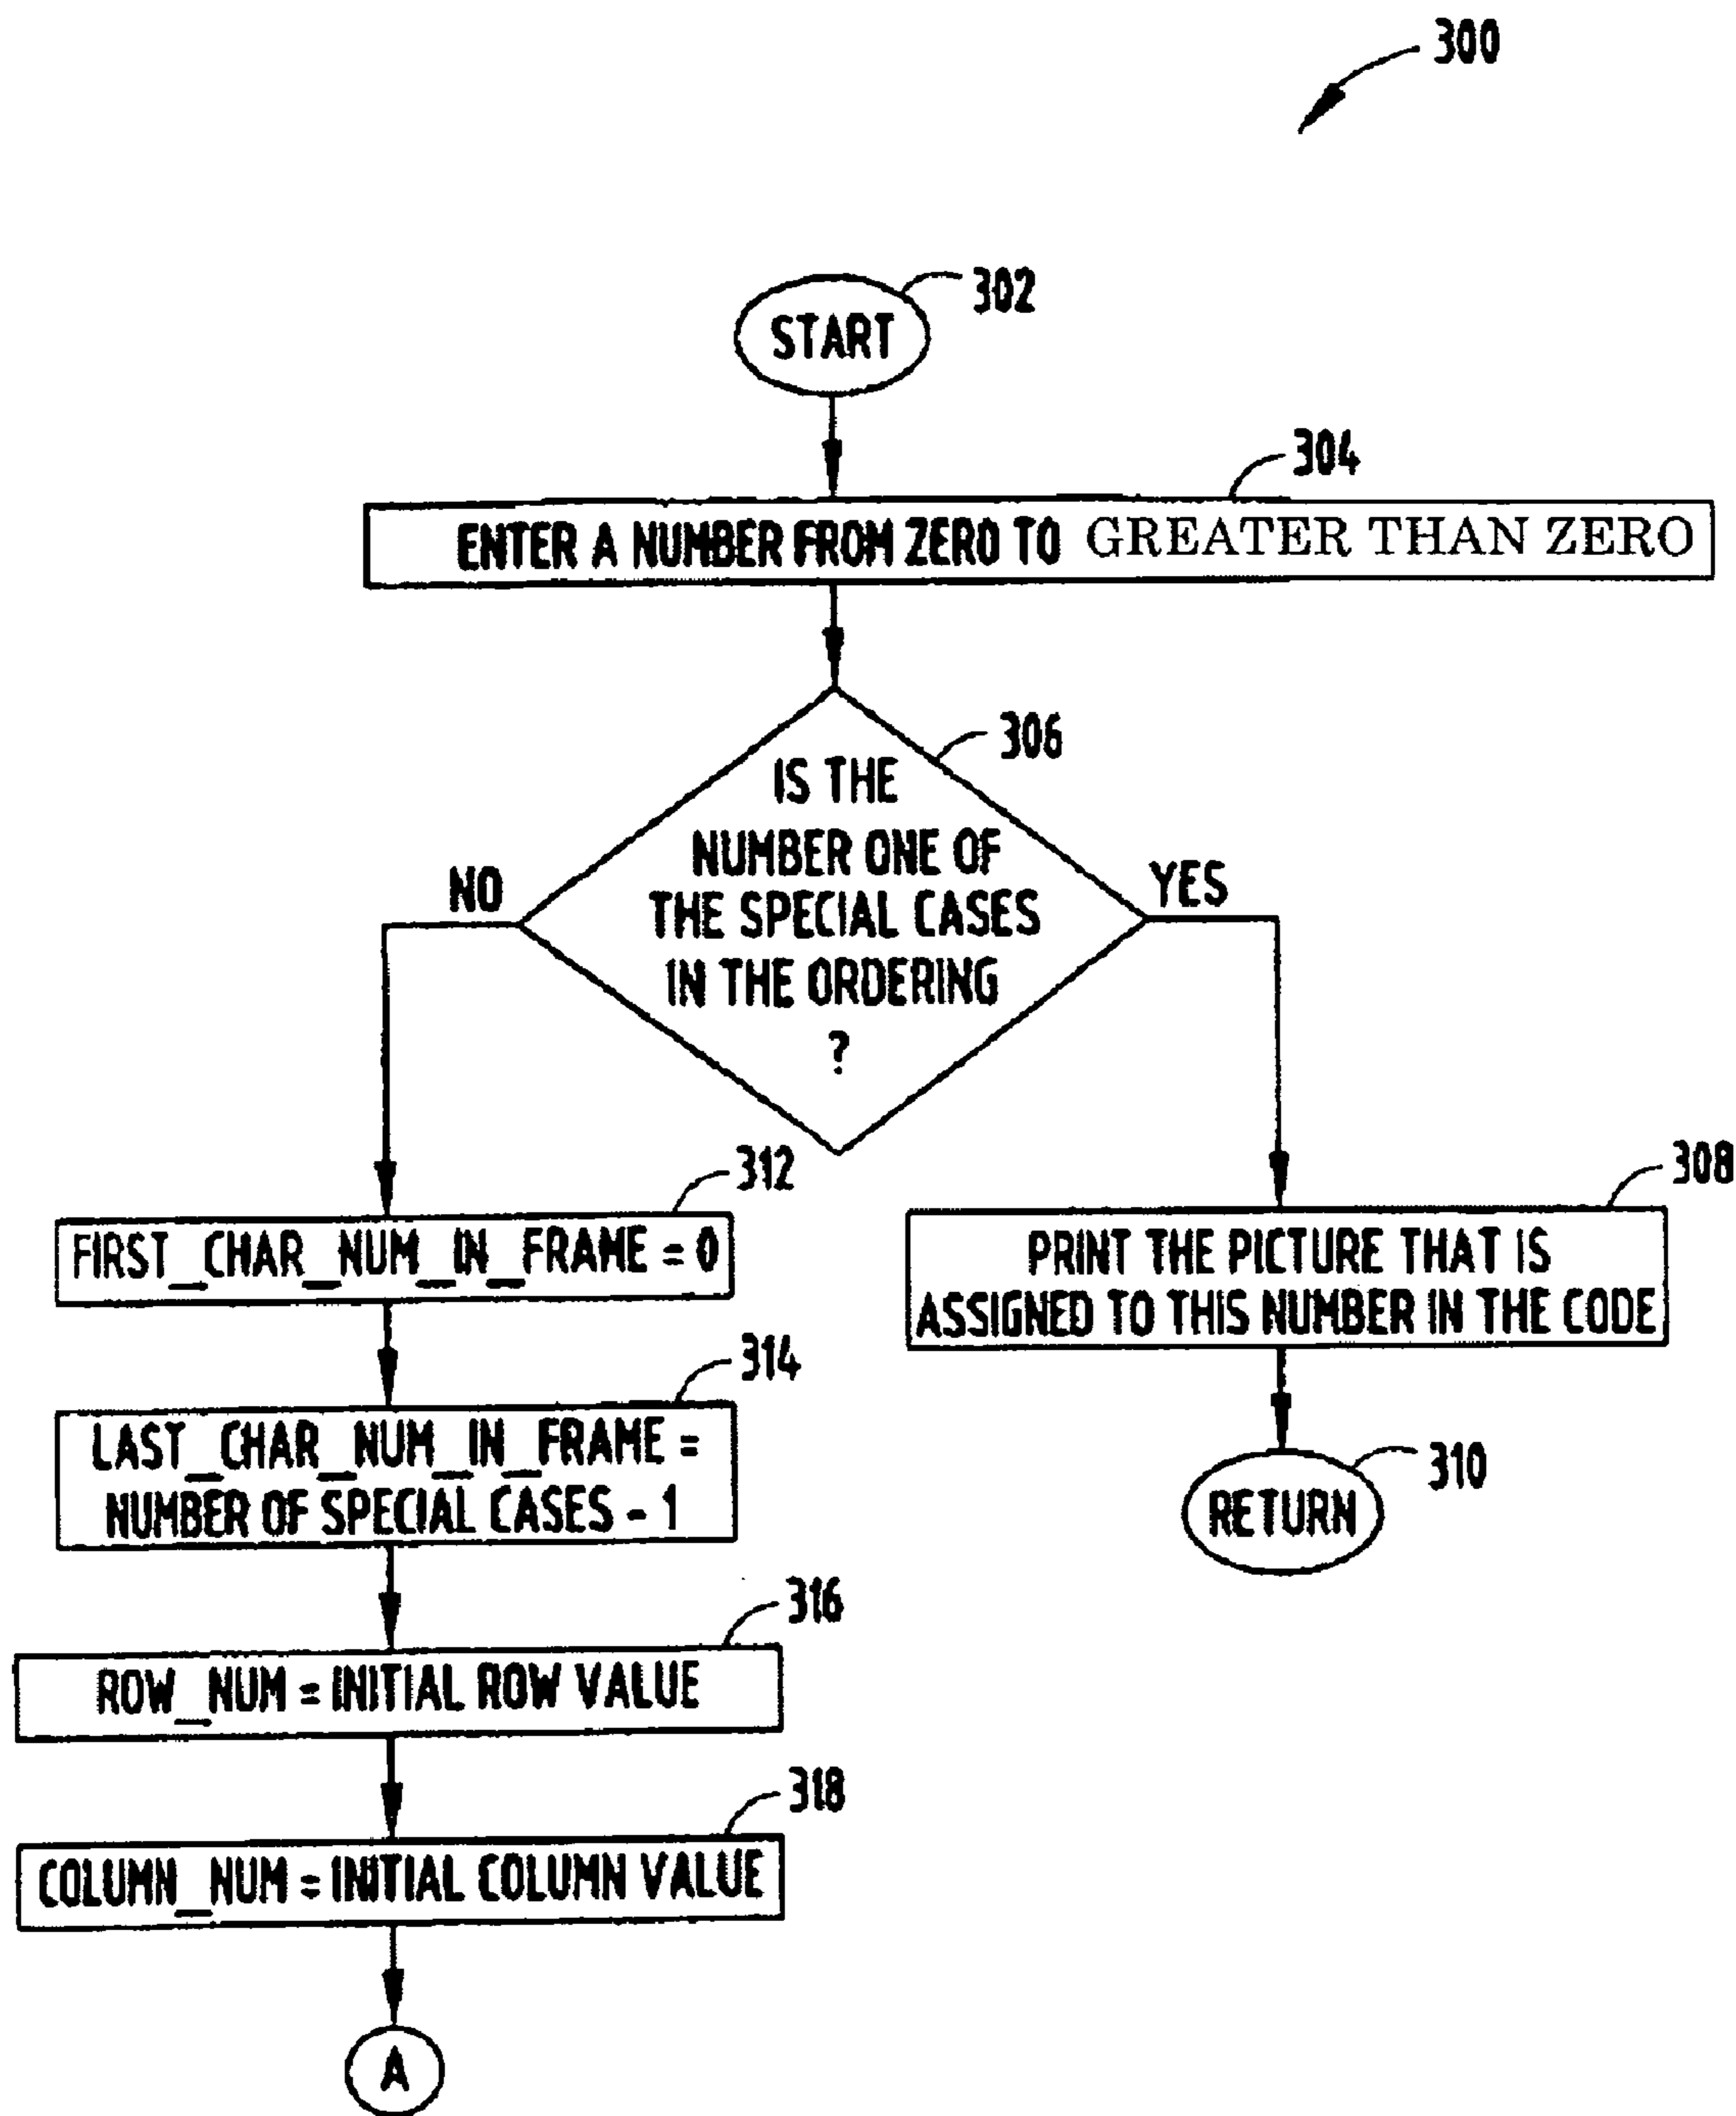 300
302
START
304
ENTER A NUMBER FROM ZERO TO GREATER THAN ZERO
306
IS THE
NUMBER ONE OF
THE SPECIAL CASES
IN THE ORDERING
?
NO
YES
312
FIRST_CHAR_NUM_IN_FRAME = 0
308
PRINT THE PICTURE THAT IS
ASSIGNED TO THIS NUMBER IN THE CODE
314
LAST_CHAR_NUM_IN_FRAME =
NUMBER OF SPECIAL CASES - 1
310
RETURN
316
ROW_NUM = INITIAL ROW VALUE
318
COLUMN_NUM = INITIAL COLUMN VALUE
A